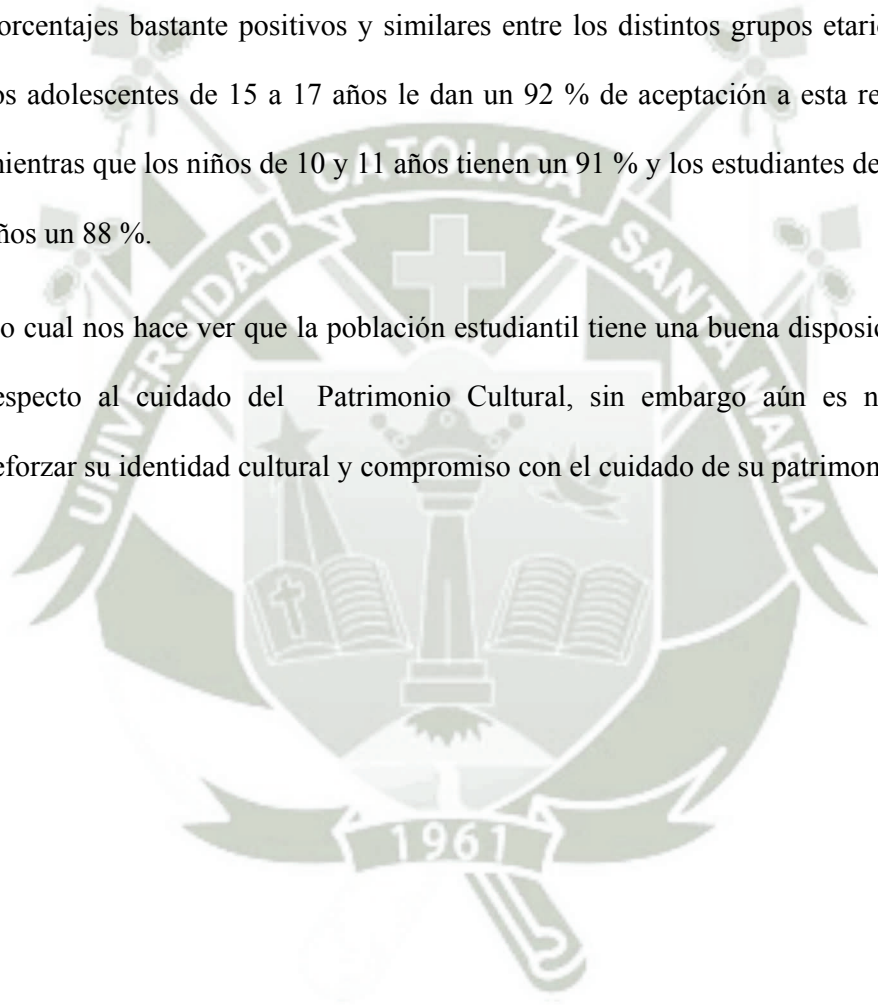 orcentajes bastante positivos y similares entre los distintos grupos etari
os adolescentes de 15 a 17 años le dan un 92 % de aceptación a esta re
nientras que los niños de 10 y 11 años tienen un 91 % y los estudiantes de
ños un 88 %.
o cual nos hace ver que la población estudiantil tiene una buena disposici
especto al cuidado del Patrimonio Cultural, sin embargo aún es n
eforzar su identidad cultural y compromiso con el cuidado de su patrimon
UNIVERSIDAD CATOLICA SANTA MARIA
1961